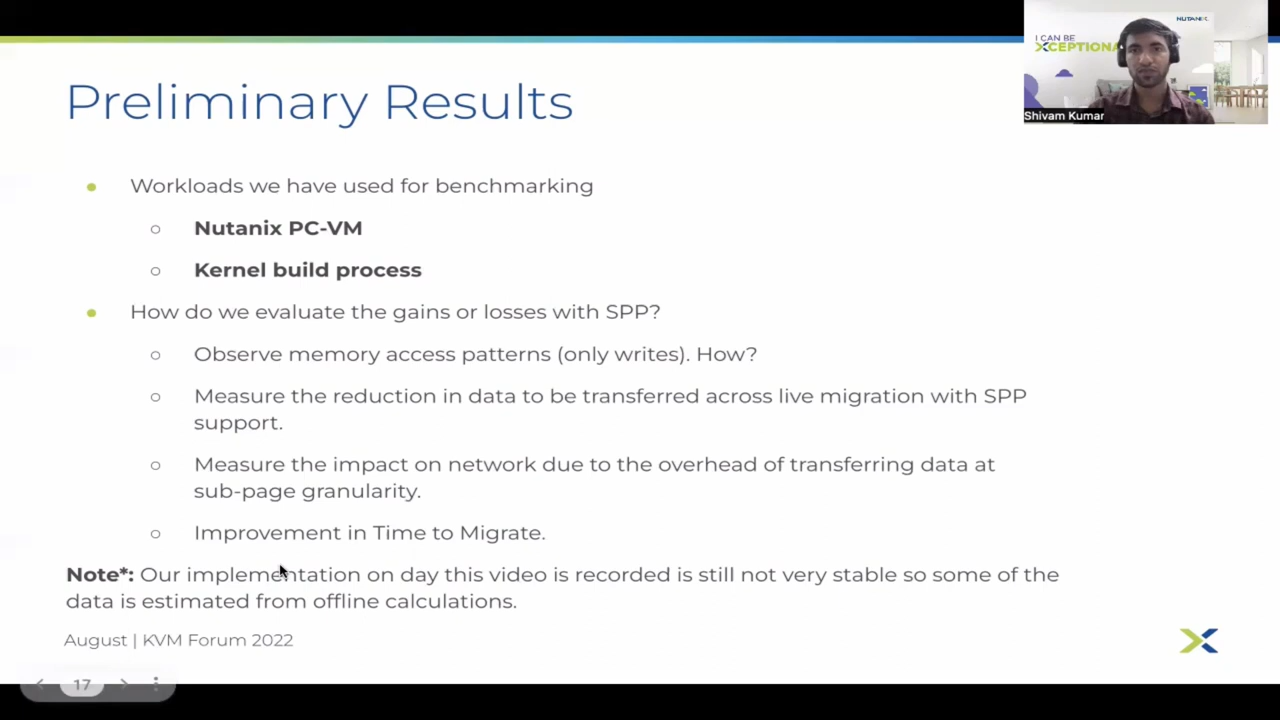 NUTANIX
I CAN BE
XCEPTIONA
Shivam Kumar
Preliminary Results
● Workloads we have used for benchmarking
○ Nutanix PC-VM
○ Kernel build process
● How do we evaluate the gains or losses with SPP?
○ Observe memory access patterns (only writes). How?
○ Measure the reduction in data to be transferred across live migration with SPP
support.
○ Measure the impact on network due to the overhead of transferring data at
sub-page granularity.
○ Improvement in Time to Migrate.
Note*: Our implementation on day this video is recorded is still not very stable so some of the
data is estimated from offline calculations.
August | KVM Forum 2022
17